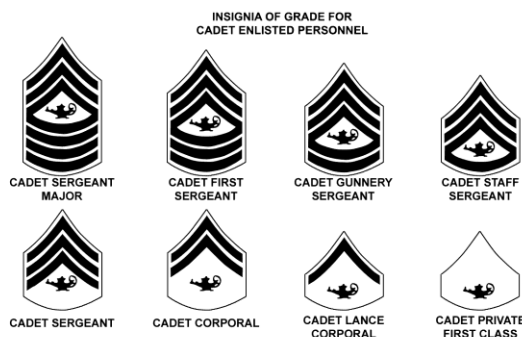 INSIGNIA OF GRADE FOR
CADET ENLISTED PERSONNEL
CADET SERGEANT
MAJOR
CADET FIRST
SERGEANT
CADET GUNNERY
SERGEANT
CADET STAFF
SERGEANT
CADET SERGEANT
CADET CORPORAL
CADET LANCE
CORPORAL
CADET PRIVATE
FIRST CLASS